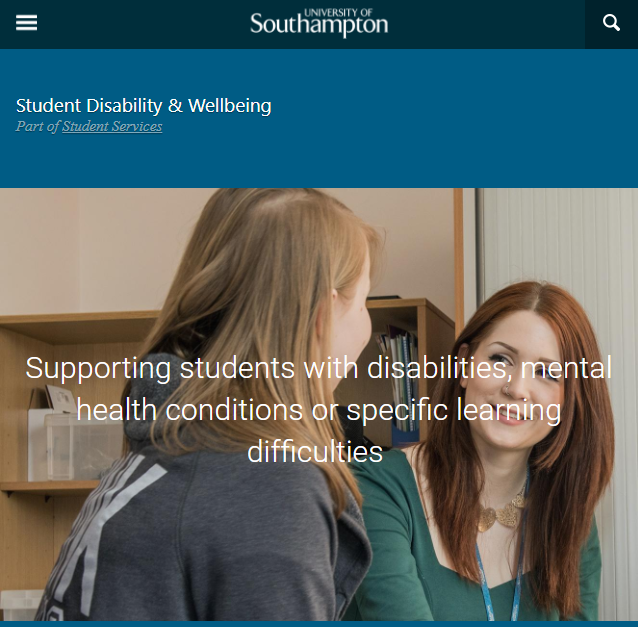 UNIVERSITY OF
Southampton
Student Disability & Wellbeing
Part of Student Services
Supporting students with disabilities, mental
health conditions or specific learning
difficulties
K